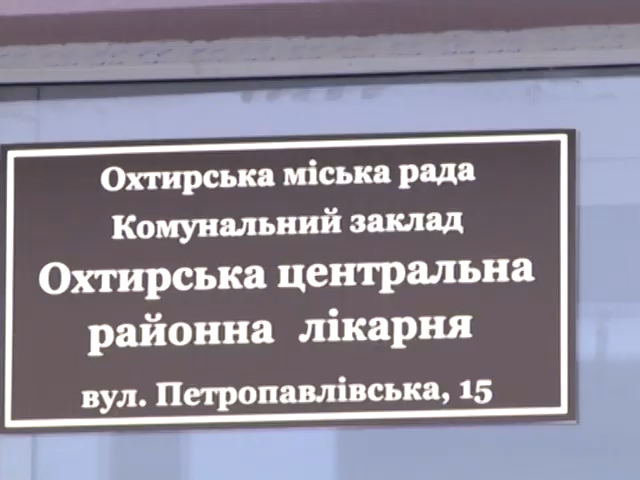 Охтирська міська рада
Комунальний заклад
Охтирська центральна
районна лікарня
вул. Петропавлівська, 15